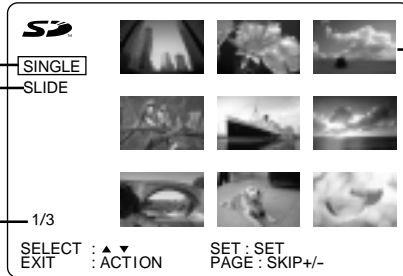 SD
SINGLE
SLIDE
1/3
SELECT : ▲ ▼ SET : SET
EXIT : ACTION PAGE : SKIP+/-